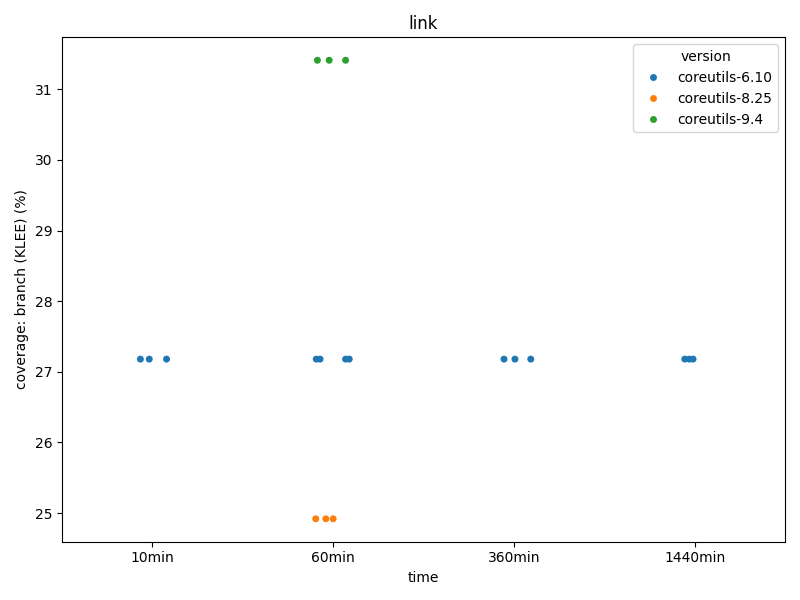 link
version
coreutils-6.10
coreutils-8.25
coreutils-9.4
coverage: branch (KLEE) (%)
31
30
29
28
27
26
25
10min
60min
360min
1440min
time